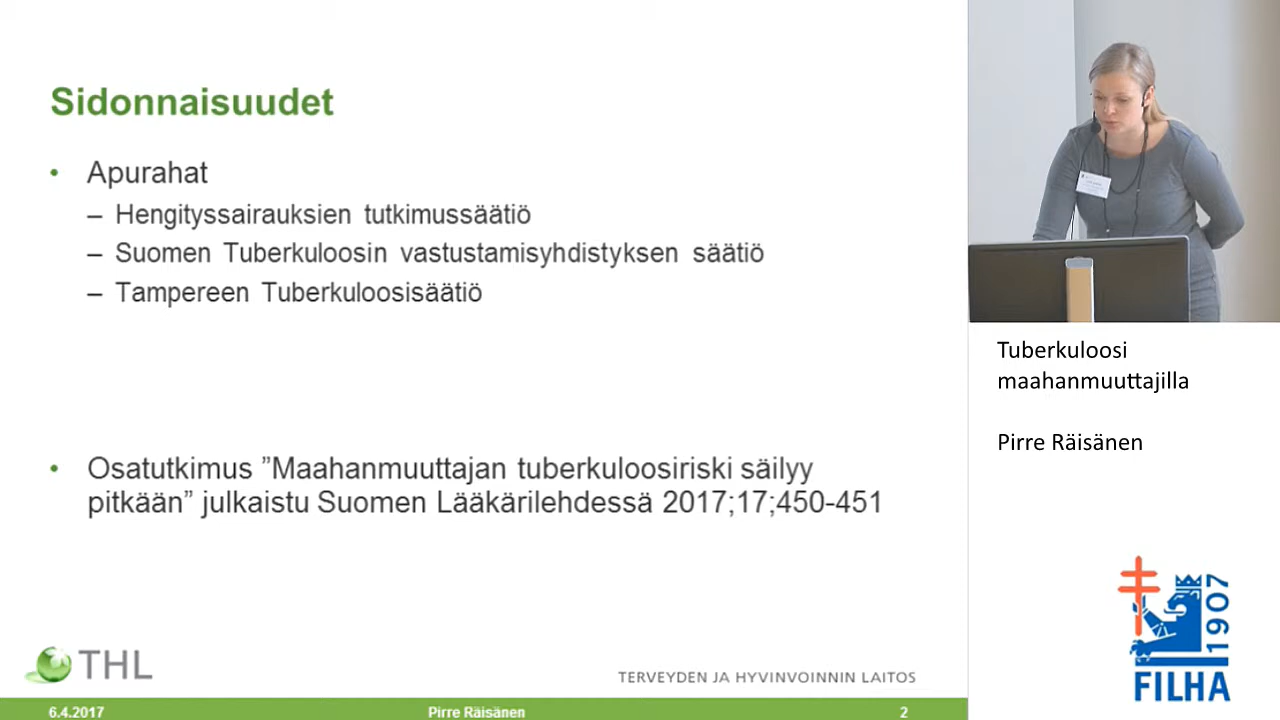 Sidonnaisuudet
• Apurahat
– Hengityssairauksien tutkimussäätiö
– Suomen Tuberkuloosin vastustamisyhdistyksen säätiö
– Tampereen Tuberkuloosisäätiö
• Osatutkimus ”Maahanmuuttajan tuberkuloosiriski säilyy
pitkään” julkaistu Suomen Lääkärilehdessä 2017;17;450-451
THL
TERVEYDEN JA HYVINVOINNIN LAITOS
6.4.2017
Pirre Räisänen
2
Tuberkuloosi
maahanmuuttajilla
Pirre Räisänen
1907
FILHA